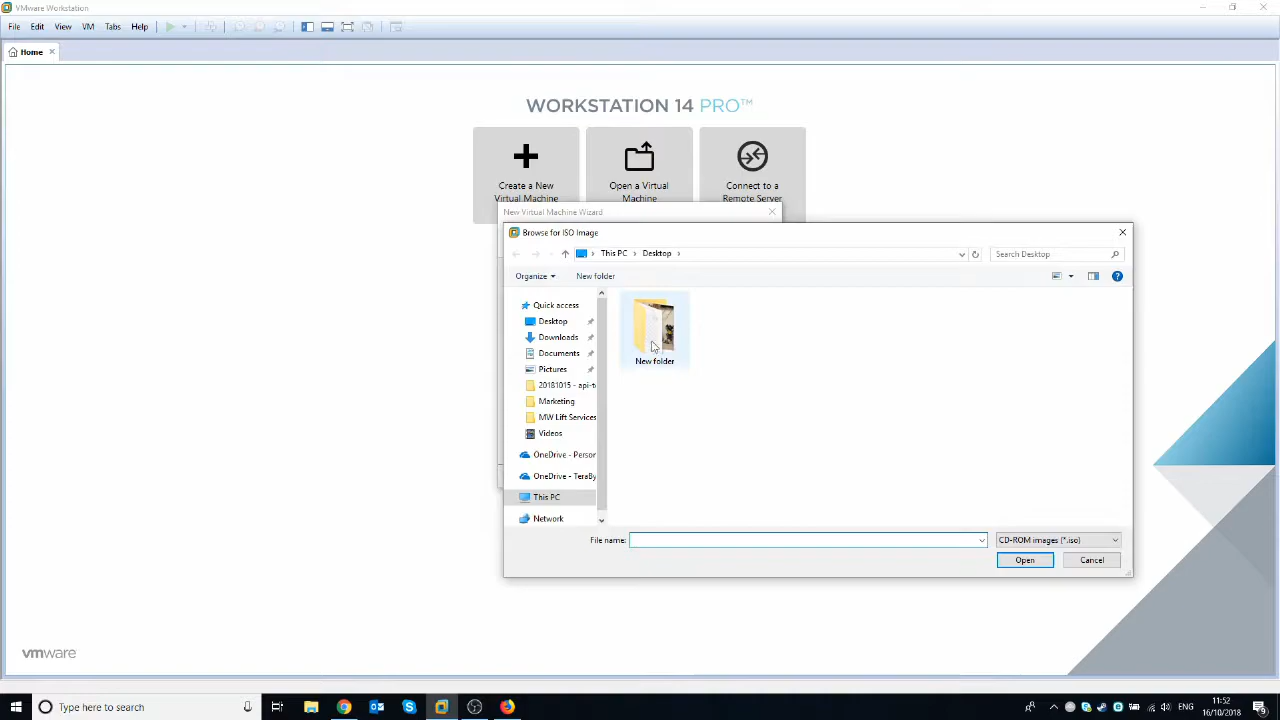 VMware Workstation
File Edit View VM Tabs Help
Home
WORKSTATION 14 PRO™
Create a New
Virtual Machine
Open a Virtual
Machine
Connect to a
Remote Server
New Virtual Machine Wizard
Browse for ISO Image
This PC > Desktop >
Search Desktop
Organize
New folder
Quick access
Desktop
Downloads
Documents
Pictures
20181015 - api-t
Marketing
MW Lift Services
Videos
OneDrive - Person
OneDrive - TeraBy
This PC
Network
New folder
File name:
CD-ROM images (*.iso)
Open
Cancel
vmware
Type here to search
ENG
11:52
16/10/2018